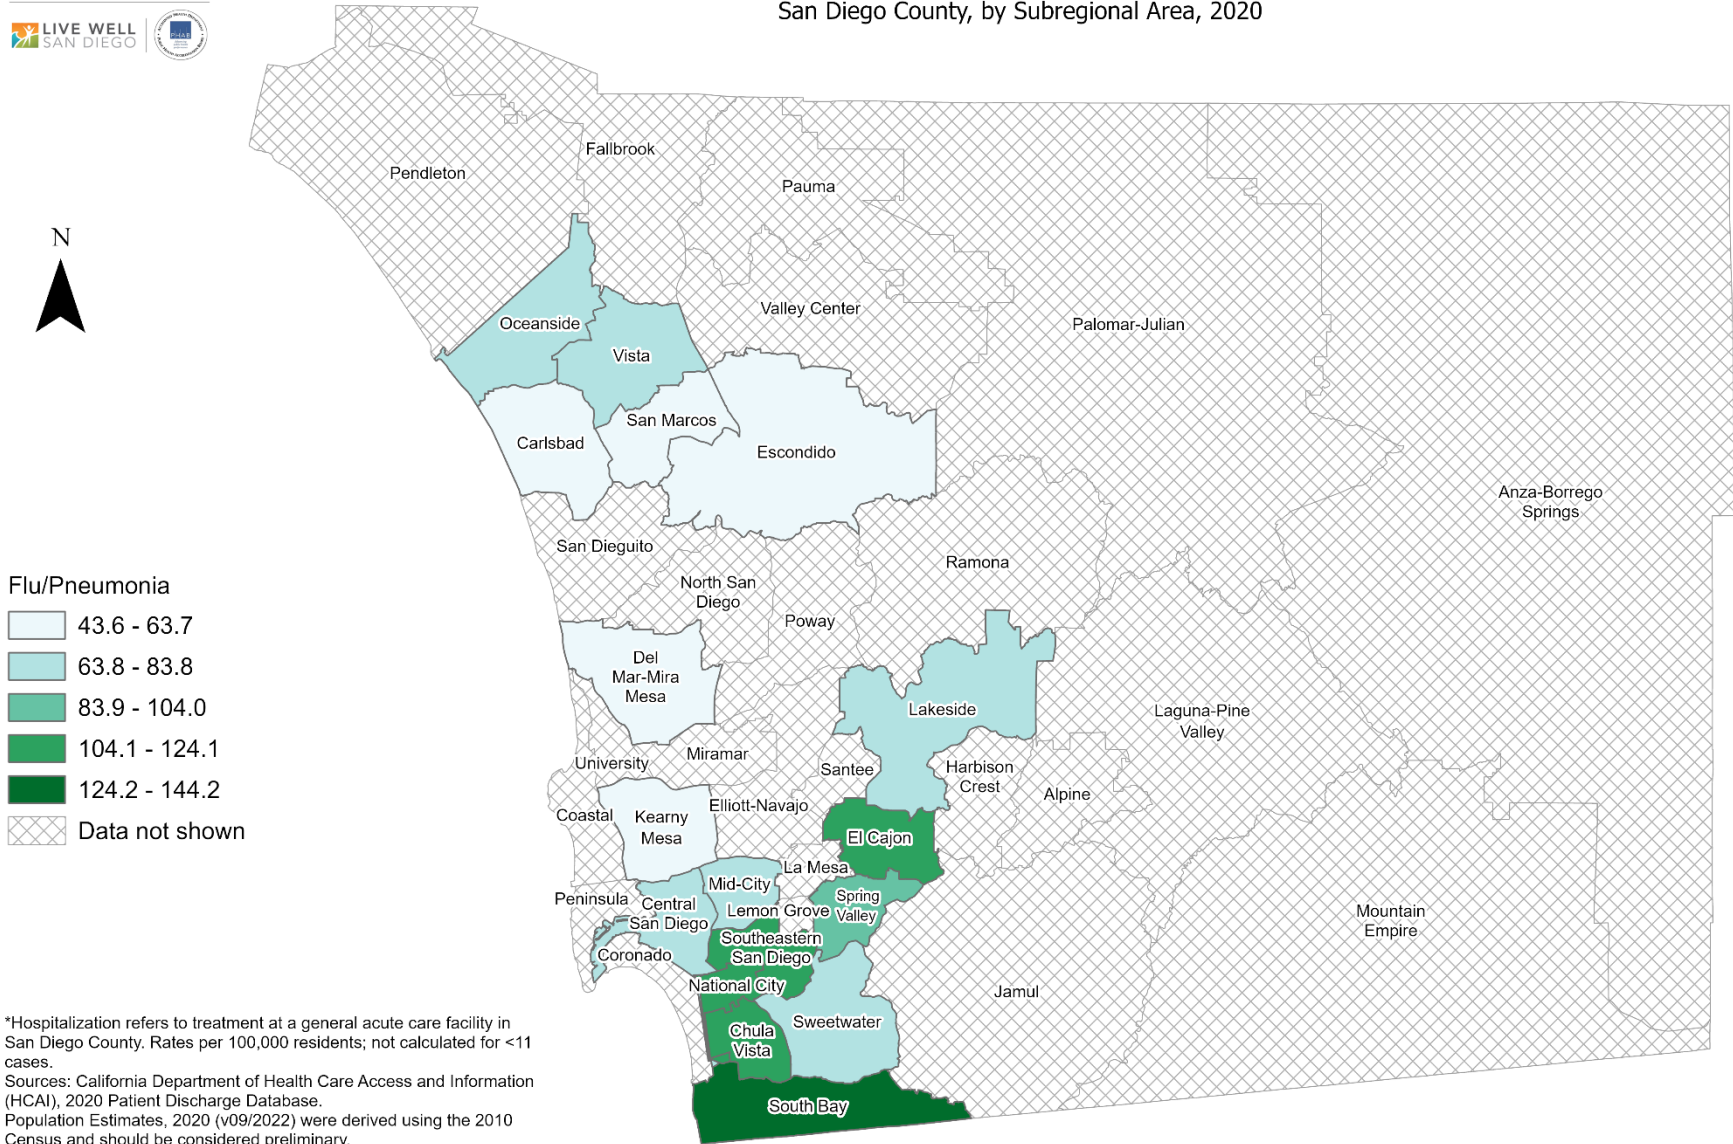 San Diego County, by Subregional Area, 2020
LIVE WELL
SAN DIEGO
PHAB
N
Fallbrook
Pendleton
Pauma
Valley Center
Oceanside
Palomar-Julian
Vista
San Marcos
Carlsbad
Escondido
Anza-Borrego
Springs
San Dieguito
Ramona
North San
Diego
Poway
Del
Mar-Mira
Mesa
Lakeside
Laguna-Pine
Valley
Miramar
University
Santee
Harbison
Crest
Alpine
Elliott-Navajo
Coastal
Kearny
Mesa
El Cajon
La Mesa
Mid-City
Peninsula
Central
San Diego
Spring
Valley
Lemon Grove
Mountain
Empire
Southeastern
San Diego
Coronado
National City
Jamul
Sweetwater
Chula
Vista
South Bay
Flu/Pneumonia
43.6 - 63.7
63.8 - 83.8
83.9 - 104.0
104.1 - 124.1
124.2 - 144.2
Data not shown
*Hospitalization refers to treatment at a general acute care facility in
San Diego County. Rates per 100,000 residents; not calculated for <11
cases.
Sources: California Department of Health Care Access and Information
(HCAI), 2020 Patient Discharge Database.
Population Estimates, 2020 (v09/2022) were derived using the 2010
Census and should be considered preliminary.